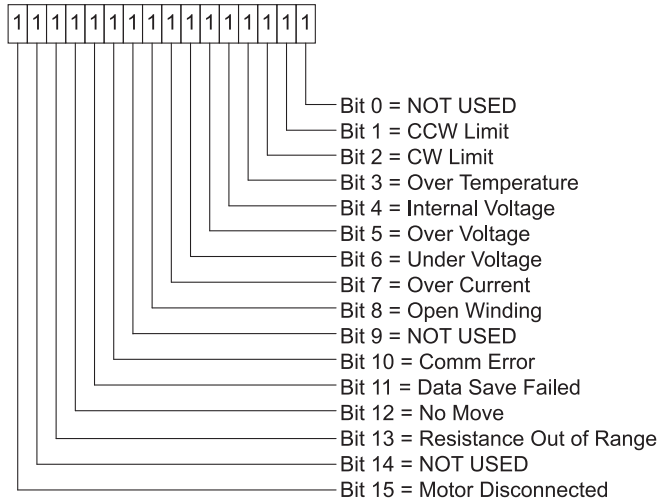 1 1 1 1 1 1 1 1 1 1 1 1 1 1 1 1
Bit 0 = NOT USED
Bit 1 = CCW Limit
Bit 2 = CW Limit
Bit 3 = Over Temperature
Bit 4 = Internal Voltage
Bit 5 = Over Voltage
Bit 6 = Under Voltage
Bit 7 = Over Current
Bit 8 = Open Winding
Bit 9 = NOT USED
Bit 10 = Comm Error
Bit 11 = Data Save Failed
Bit 12 = No Move
Bit 13 = Resistance Out of Range
Bit 14 = NOT USED
Bit 15 = Motor Disconnected